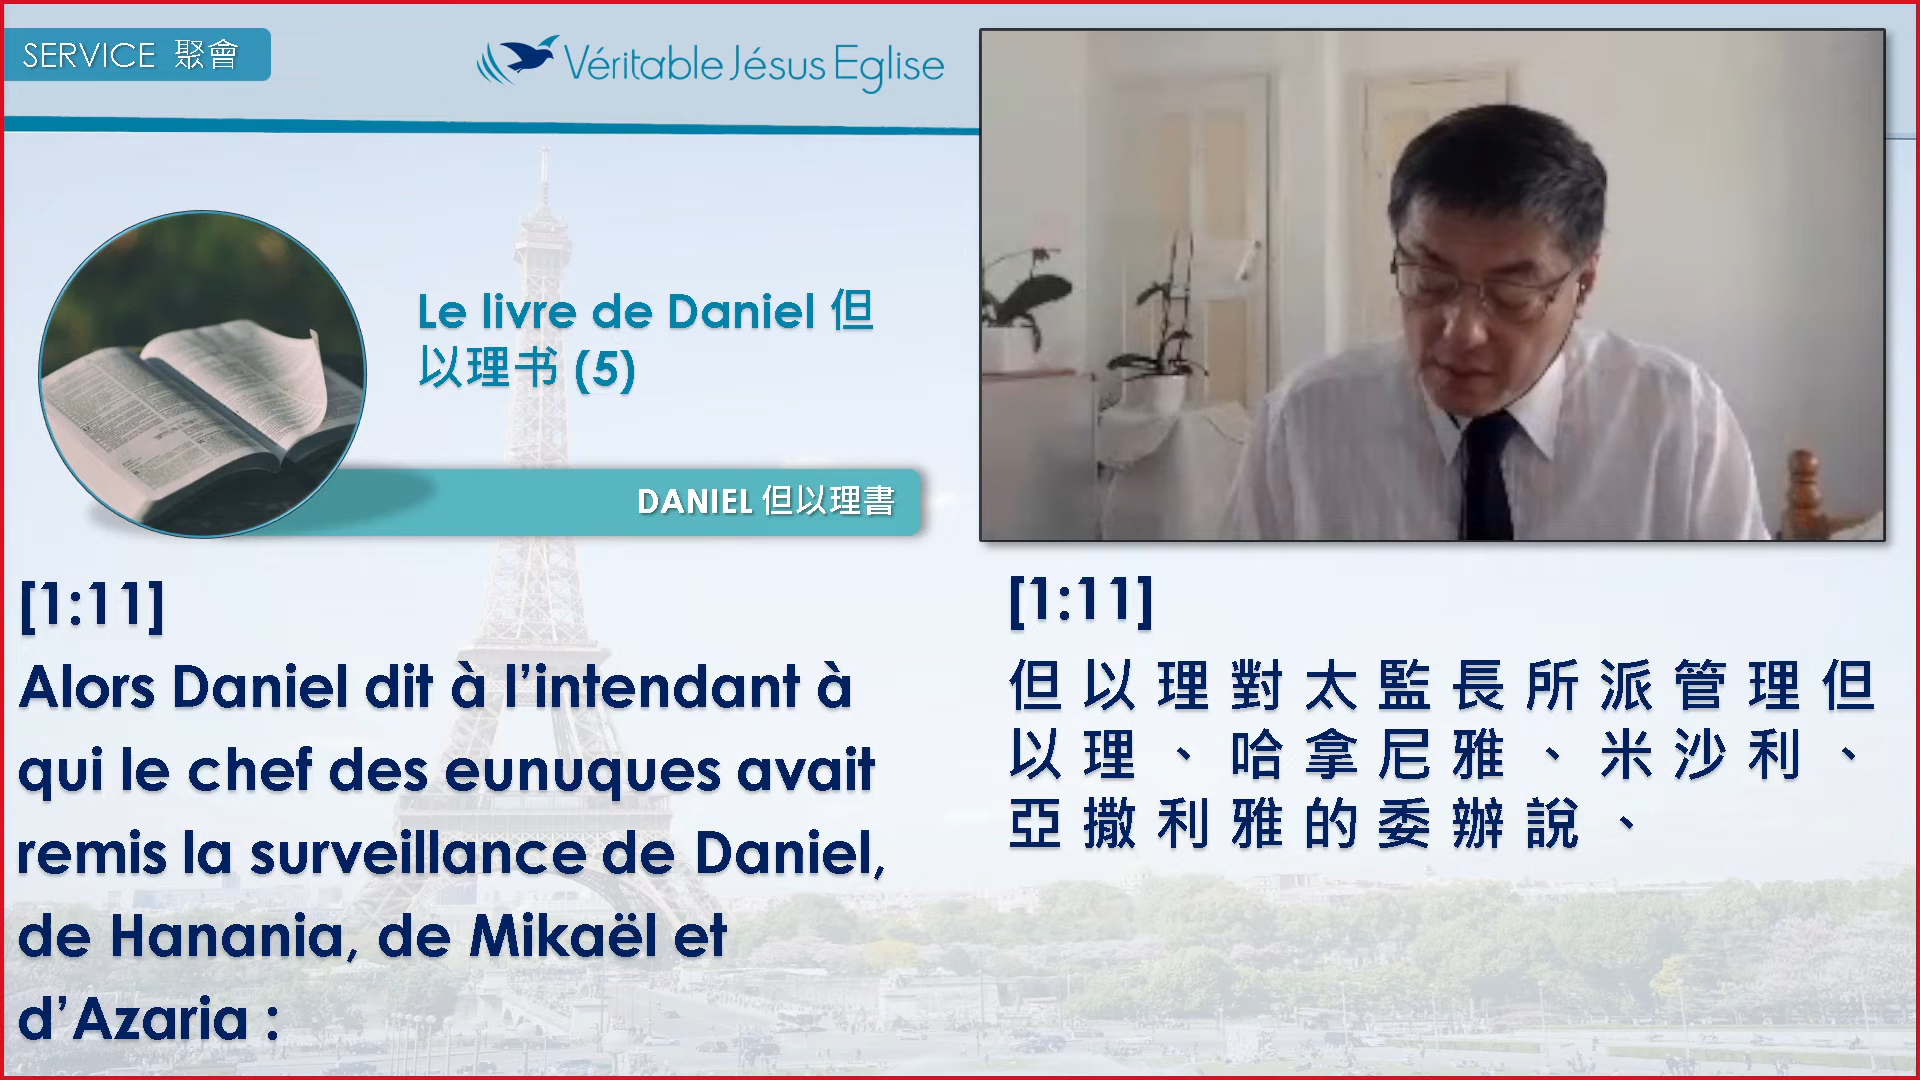 SERVICE 聚會
Véritable Jésus Eglise
Le livre de Daniel 但
以理书 (5)
DANIEL 但以理書
[1:11]
Alors Daniel dit à l’intendant à
qui le chef des eunuques avait
remis la surveillance de Daniel,
de Hanania, de Mikaël et
d’Azaria :
[1:11]
但以理對太監長所派管理但
以理、哈拿尼雅、米沙利、
亞撒利雅的委辦說、